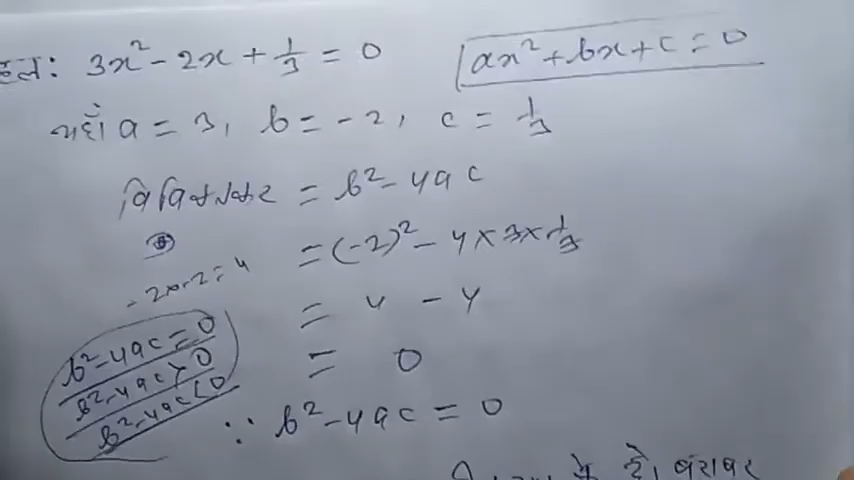 हल: 3x² - 2x + 1/3 = 0
ax² + bx + c = 0
यहाँ a = 3, b = -2, c = 1/3
विविक्तकर = b² - 4ac
= (-2)² - 4 × 3 × 1/3
-2×-2 = 4
= 4 - 4
= 0
b² - 4ac = 0
b² - 4ac > 0
b² - 4ac < 0
∵ b² - 4ac = 0
के दो बराबर